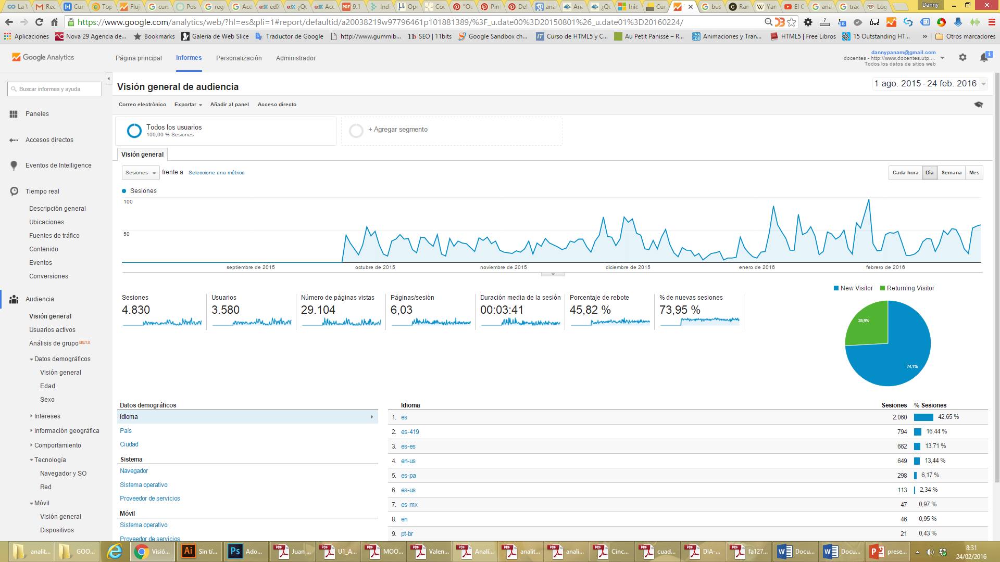 La V
Rec
Cur
Top
Fluj
curs
Pos
reg
Ace
edX
¿Qu
Acc
9.1
Indi
Ope
Cou
"Ou
Pint
Del
ana
Ana
¿Qu
Inic
Cur
bus
Ran
Yan
El C
ana
trac
Log
Danny
https://www.google.com/analytics/web/?hl=es&pli=1#report/defaultid/a20038219w97796461p101881389/%3F_u.date00%3D20150801%26_u.date01%3D20160224/
Aplicaciones
Nova 29 Agencia de...
Bookmarks
Galería de Web Slice
Traductor de Google
http://www.gummib...
SEO | 11bits
Google Sandbox ch...
Curso de HTML5 y C...
Au Petit Panisse – R...
Animaciones y Tran...
HTML5 | Free Libros
15 Outstanding HT...
» Otros marcadores
Google Analytics
Página principal
Informes
Personalización
Administrador
dannypanam@gmail.com
docentes - http://www.docentes.utp....
Todos los datos de sitios web
Buscar informes y ayuda
Paneles
Accesos directos
Eventos de Intelligence
Tiempo real
Descripción general
Ubicaciones
Fuentes de tráfico
Contenido
Eventos
Conversiones
Audiencia
Visión general
Usuarios activos
Análisis de grupo BETA
Datos demográficos
Visión general
Edad
Sexo
Intereses
Información geográfica
Comportamiento
Tecnología
Navegador y SO
Red
Móvil
Visión general
Dispositivos
Visión general de audiencia
1 ago. 2015 - 24 feb. 2016
Correo electrónico
Exportar
Añadir al panel
Acceso directo
Todos los usuarios
100,00 % Sesiones
+ Agregar segmento
Visión general
Sesiones frente a Seleccione una métrica
Cada hora
Día
Semana
Mes
Sesiones
100
50
septiembre de 2015
octubre de 2015
noviembre de 2015
diciembre de 2015
enero de 2016
febrero de 2016
Sesiones
4.830
Usuarios
3.580
Número de páginas vistas
29.104
Páginas/sesión
6,03
Duración media de la sesión
00:03:41
Porcentaje de rebote
45,82 %
% de nuevas sesiones
73,95 %
New Visitor
Returning Visitor
25,9%
74,1%
Datos demográficos
Idioma
País
Ciudad
Sistema
Navegador
Sistema operativo
Proveedor de servicios
Móvil
Sistema operativo
Proveedor de servicios
Idioma Sesiones % Sesiones
1. es 2.060 42,65 %
2. es-419 794 16,44 %
3. es-es 662 13,71 %
4. en-us 649 13,44 %
5. es-pa 298 6,17 %
6. es-us 113 2,34 %
7. es-mx 47 0,97 %
8. en 46 0,95 %
9. pt-br 21 0,43 %
analit...
GOO...
Visió...
Sin tí...
Ado...
Juan ...
U1_A...
MOO...
Valen...
Analí...
analit...
anali...
Cinc...
cuad...
DIA-...
fa127...
Docu...
Docu...
prese...
8:31
24/02/2016